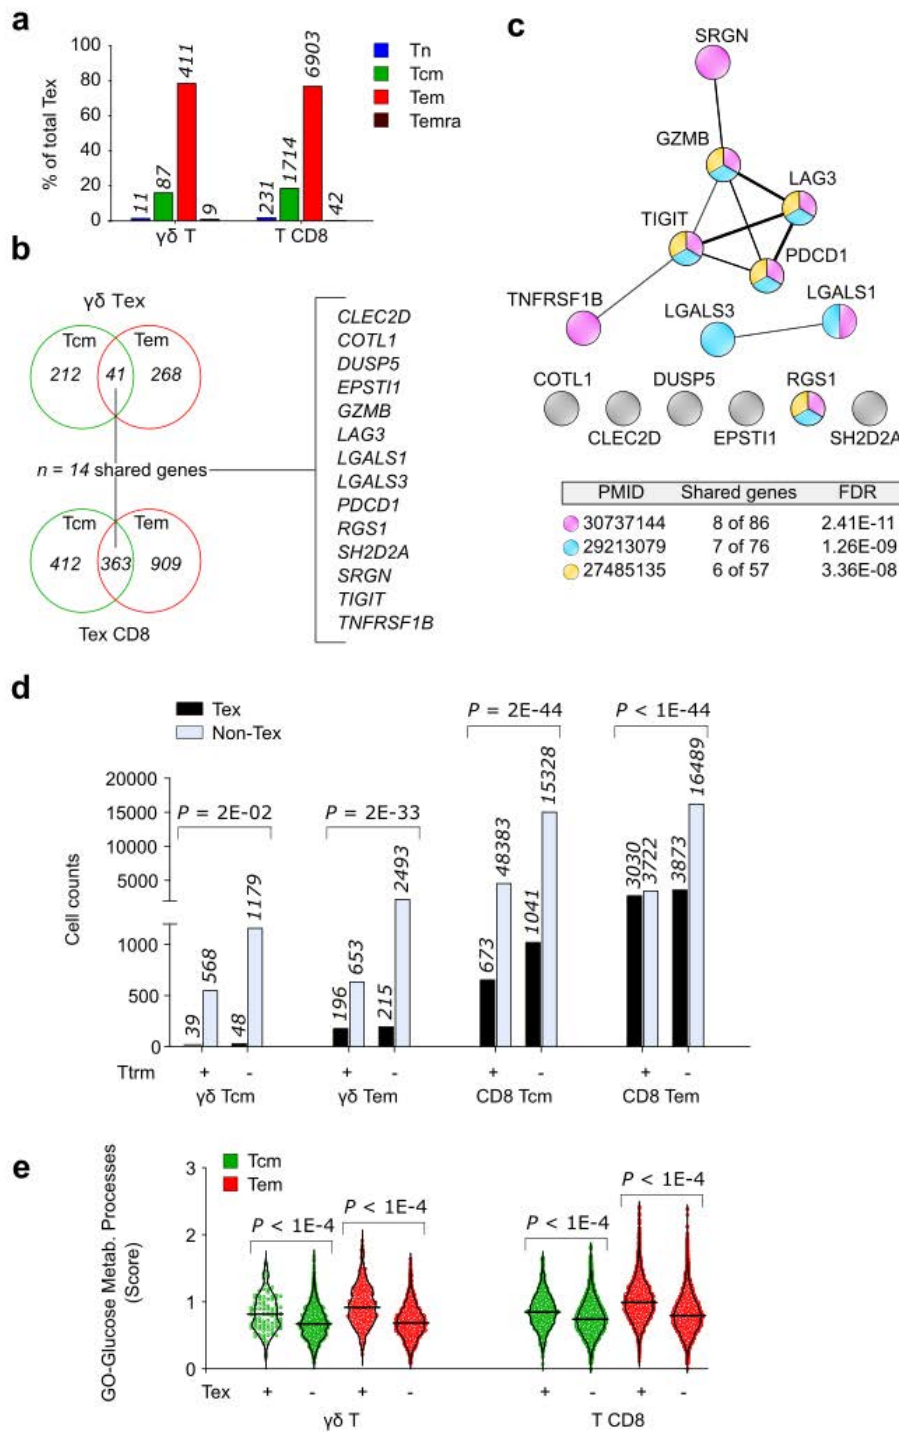 a
% of total Tex
100
80
60
40
20
0
11
87
411
9
231
1714
6903
42
γδ T
T CD8
Tn
Tcm
Tem
Temra
b
γδ Tex
Tcm
Tem
212
41
268
n = 14 shared genes
Tcm
Tem
412
363
909
Tex CD8
CLEC2D
COTL1
DUSP5
EPSTI1
GZMB
LAG3
LGALS1
LGALS3
PDCD1
RGS1
SH2D2A
SRGN
TIGIT
TNFRSF1B
c
SRGN
GZMB
LAG3
TIGIT
PDCD1
TNFRSF1B
LGALS3
LGALS1
COTL1
DUSP5
RGS1
CLEC2D
EPSTI1
SH2D2A
PMID Shared genes FDR
30737144 8 of 86 2.41E-11
29213079 7 of 76 1.26E-09
27485135 6 of 57 3.36E-08
d
Tex
Non-Tex
P = 2E-02
P = 2E-33
P = 2E-44
P < 1E-44
Cell counts
20000
15000
10000
5000
1000
500
0
39
568
48
1179
196
653
215
2493
673
48383
1041
15328
3030
3722
3873
16489
Ttrm + - + - + - + -
γδ Tcm
γδ Tem
CD8 Tcm
CD8 Tem
e
Tcm
Tem
GO-Glucose Metab. Processes
(Score)
3
2
1
0
P < 1E-4
P < 1E-4
P < 1E-4
P < 1E-4
Tex + - + - + - + -
γδ T
T CD8